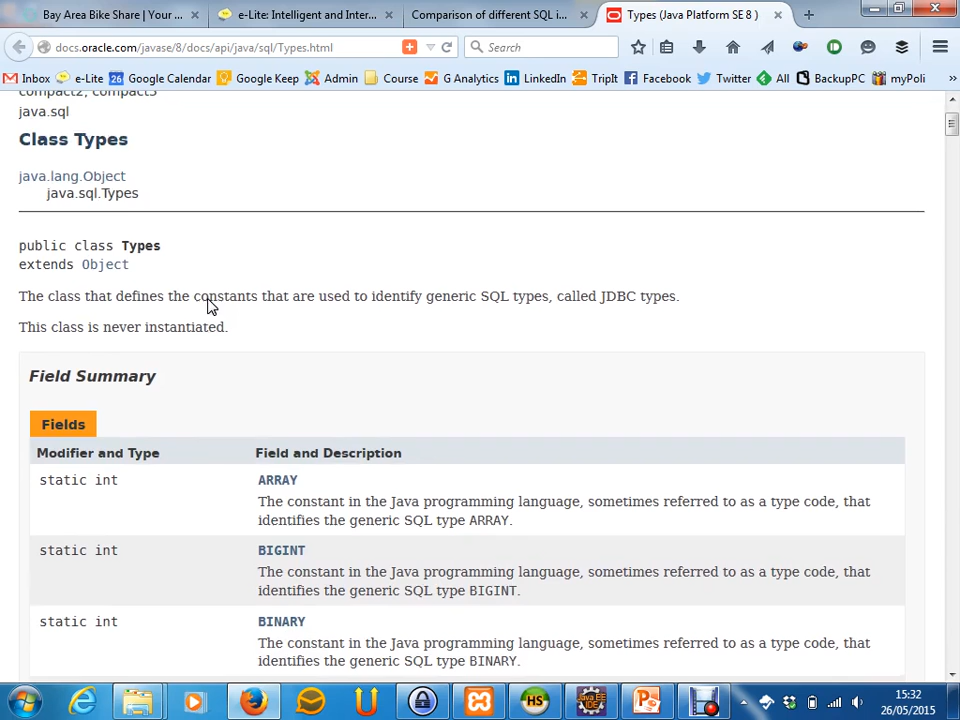 Bay Area Bike Share | Your ...
e-Lite: Intelligent and Inter...
Comparison of different SQL i...
Types (Java Platform SE 8 )
docs.oracle.com/javase/8/docs/api/java/sql/Types.html
Search
Inbox
e-Lite
26 Google Calendar
Google Keep
Admin
Course
G Analytics
LinkedIn
TripIt
Facebook
Twitter
All
BackupPC
myPoli
compact2, compact3
java.sql
Class Types
java.lang.Object
java.sql.Types
public class Types
extends Object
The class that defines the constants that are used to identify generic SQL types, called JDBC types.
This class is never instantiated.
Field Summary
Fields
Modifier and Type Field and Description
static int ARRAY
The constant in the Java programming language, sometimes referred to as a type code, that
identifies the generic SQL type ARRAY.
static int BIGINT
The constant in the Java programming language, sometimes referred to as a type code, that
identifies the generic SQL type BIGINT.
static int BINARY
The constant in the Java programming language, sometimes referred to as a type code, that
identifies the generic SQL type BINARY.
HS
Java EE
IDE
15:32
26/05/2015